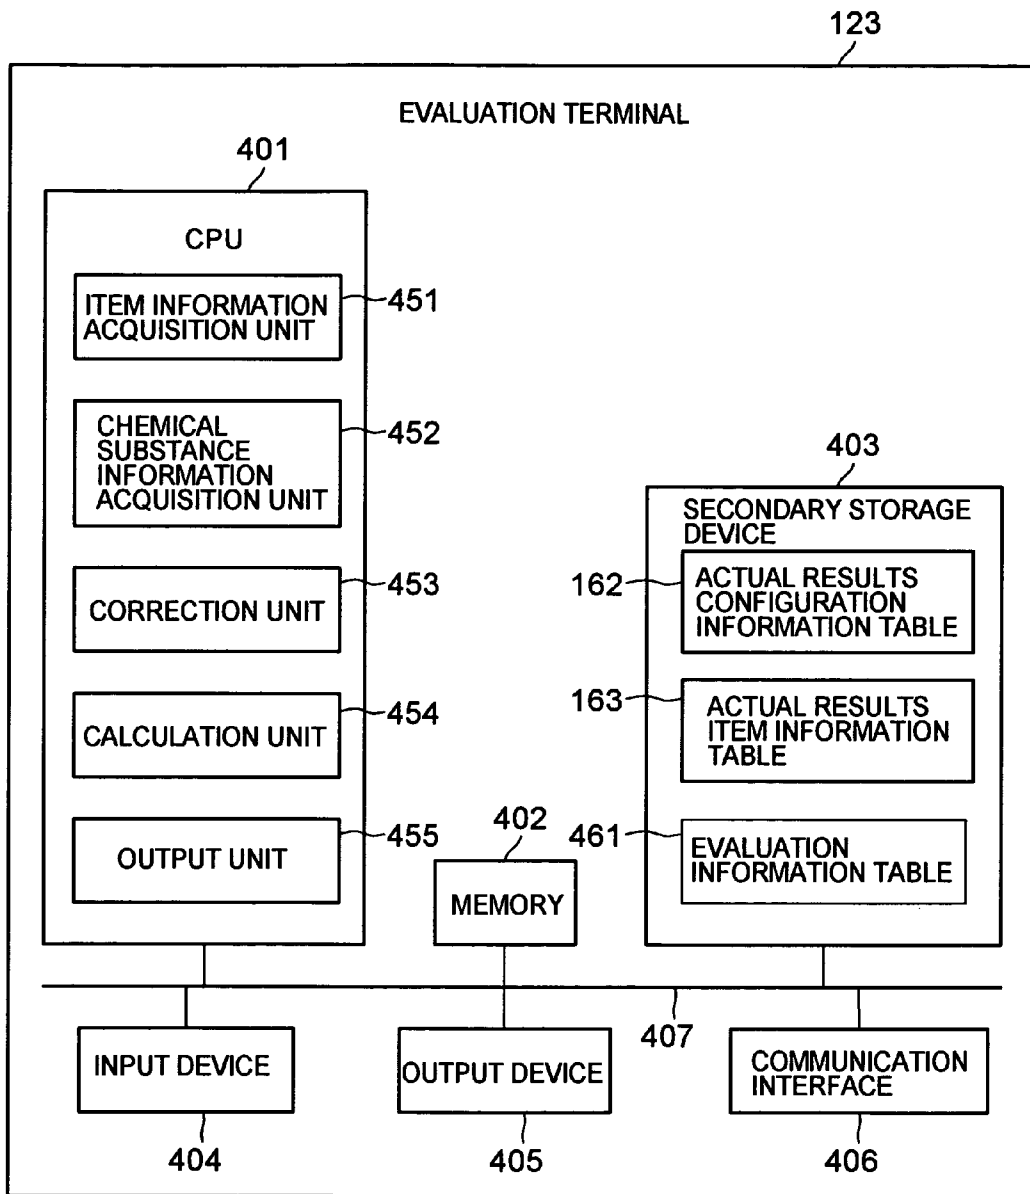 123
EVALUATION TERMINAL
401
CPU
ITEM INFORMATION
ACQUISITION UNIT
451
CHEMICAL
SUBSTANCE
INFORMATION
ACQUISITION UNIT
452
CORRECTION UNIT
453
CALCULATION UNIT
454
OUTPUT UNIT
455
402
MEMORY
403
SECONDARY STORAGE
DEVICE
162
ACTUAL RESULTS
CONFIGURATION
INFORMATION TABLE
163
ACTUAL RESULTS
ITEM INFORMATION
TABLE
461
EVALUATION
INFORMATION TABLE
407
INPUT DEVICE
404
OUTPUT DEVICE
405
COMMUNICATION
INTERFACE
406